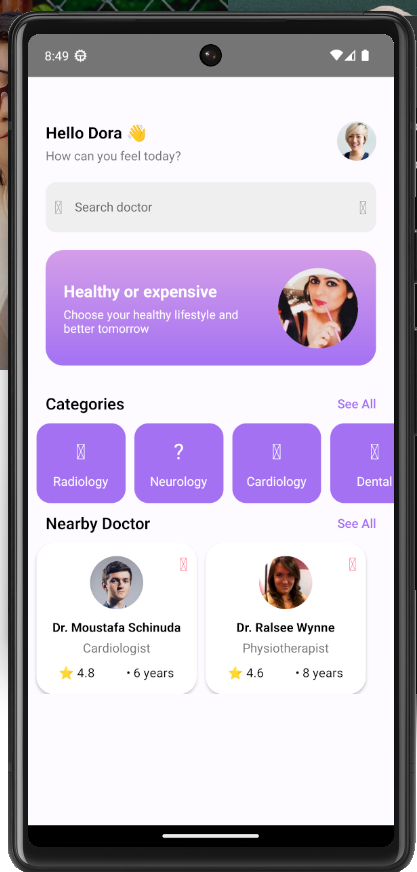 8:49
Hello Dora 👋
How can you feel today?
Search doctor
Healthy or expensive
Choose your healthy lifestyle and
better tomorrow
Categories See All
?
Radiology Neurology Cardiology Dental
Nearby Doctor See All
Dr. Moustafa Schinuda Dr. Ralsee Wynne
Cardiologist Physiotherapist
⭐ 4.8 • 6 years ⭐ 4.6 • 8 years